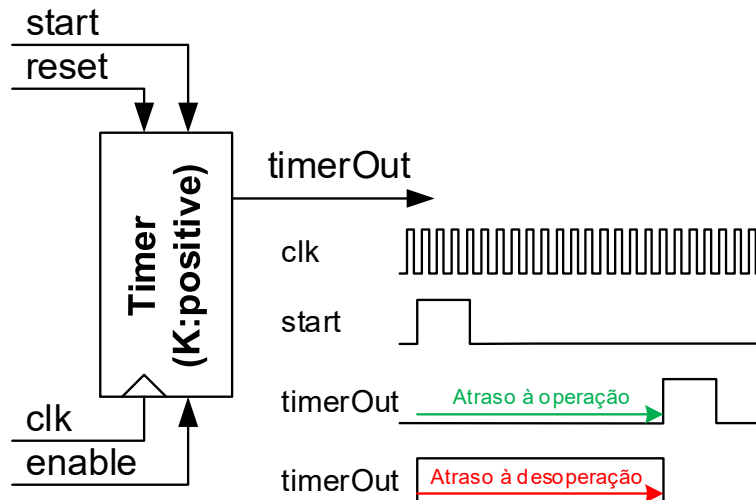 start
reset
timerOut
Timer
(K:positive)
clk
enable
clk
start
timerOut
Atraso à operação
timerOut
Atraso à desoperação